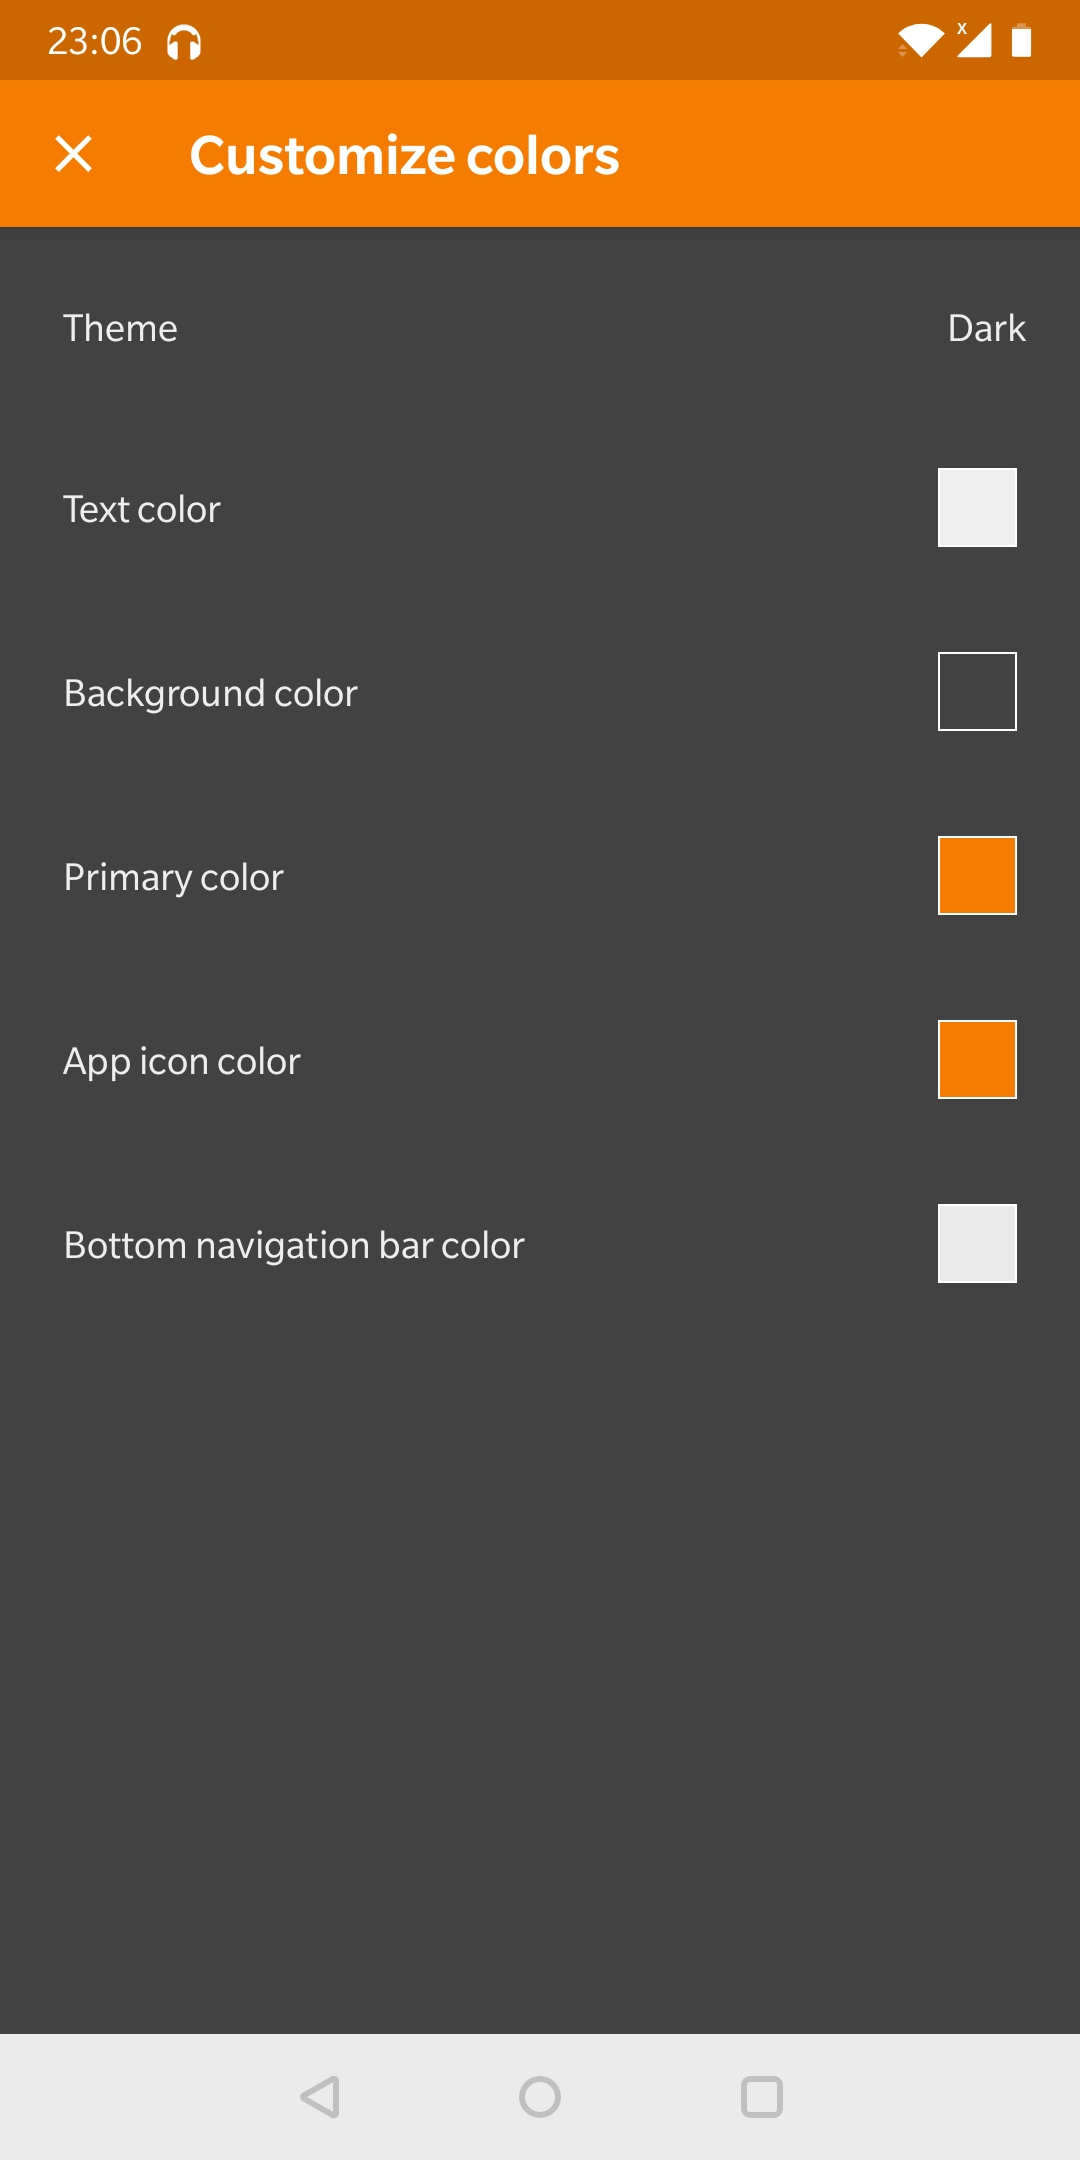 23:06
Customize colors
Theme
Dark
Text color
Background color
Primary color
App icon color
Bottom navigation bar color